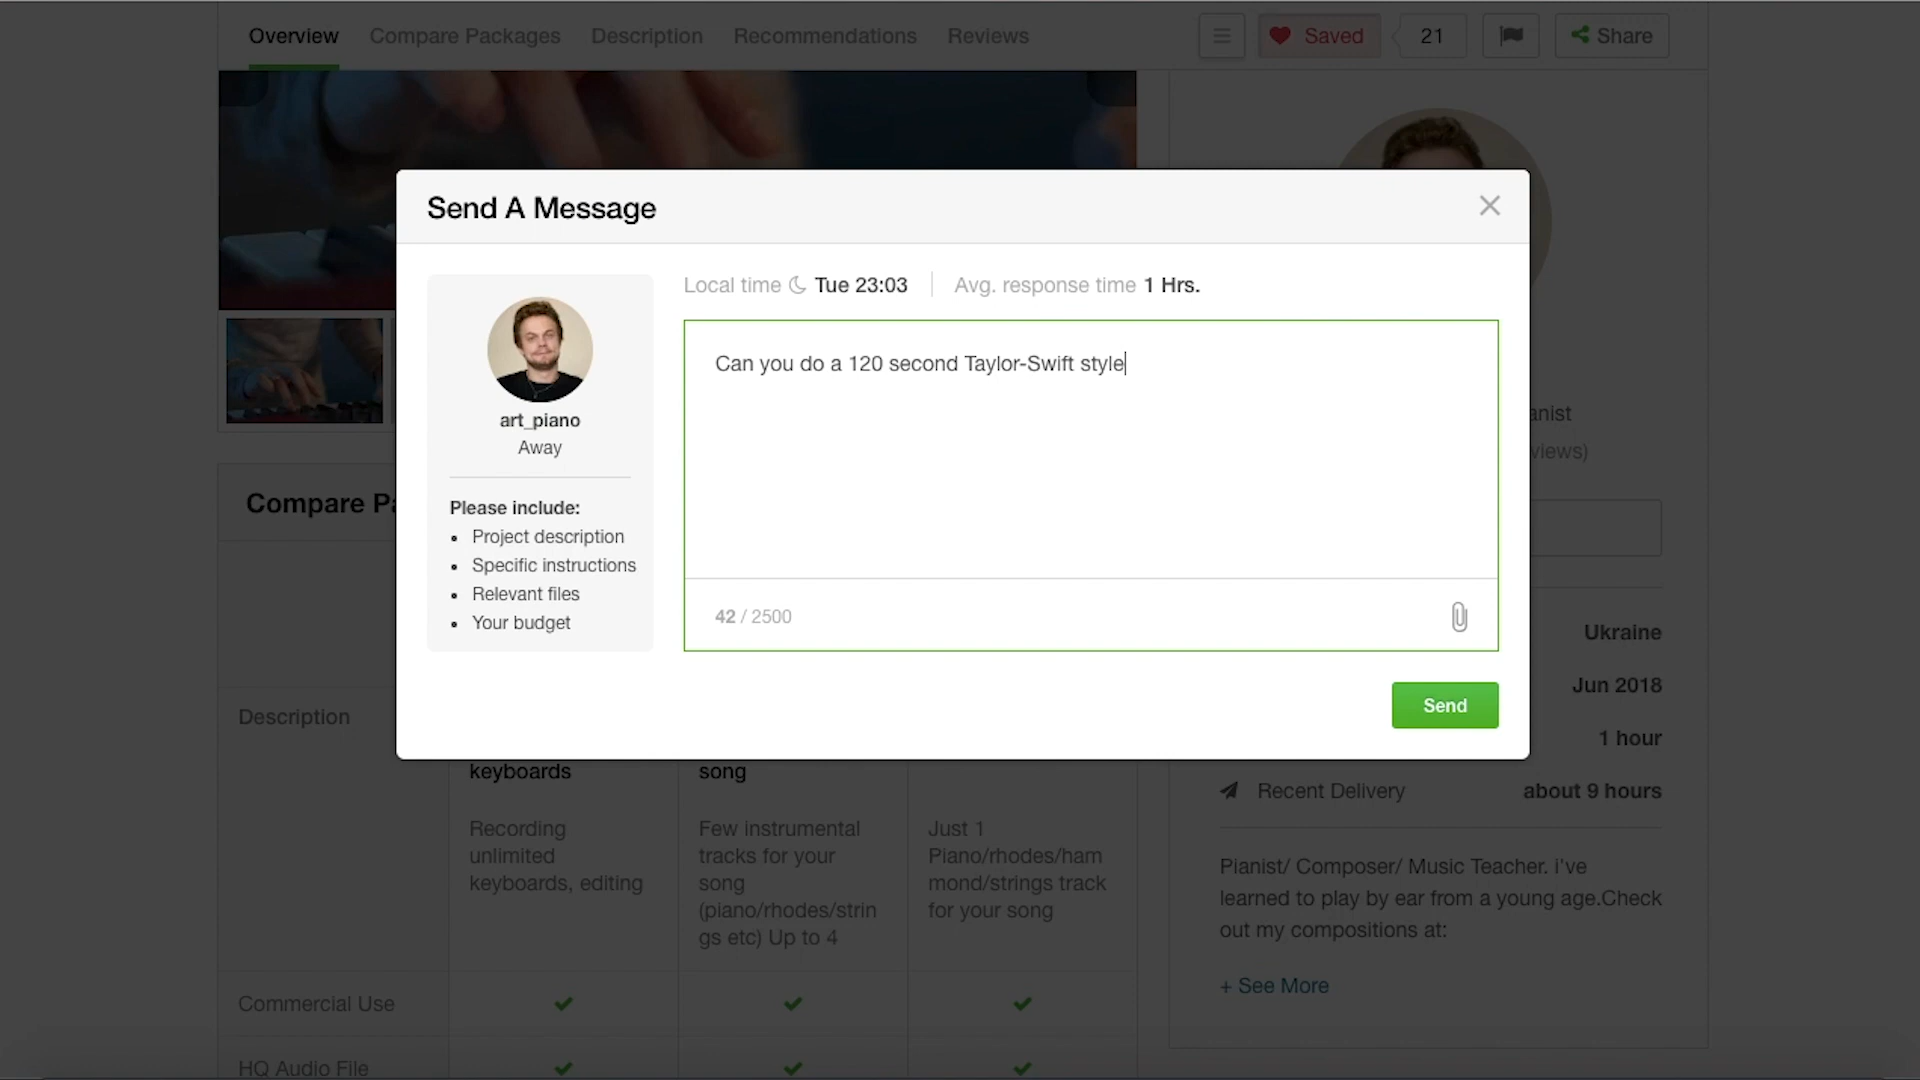 Overview Compare Packages Description Recommendations Reviews Saved 21 Share
Send A Message
Local time Tue 23:03 Avg. response time 1 Hrs.
Can you do a 120 second Taylor-Swift style
42 / 2500
art_piano
Away
Please include:
Project description
Specific instructions
Relevant files
Your budget
Send
Compare
Description
keyboards
Recording
unlimited
keyboards, editing
song
Few instrumental
tracks for your
song
(piano/rhodes/strin
gs etc) Up to 4
Just 1
Piano/rhodes/ham
mond/strings track
for your song
Commercial Use
HQ Audio File
Ukraine
Jun 2018
1 hour
Recent Delivery about 9 hours
Pianist/ Composer/ Music Teacher. i've
learned to play by ear from a young age.Check
out my compositions at:
+ See More